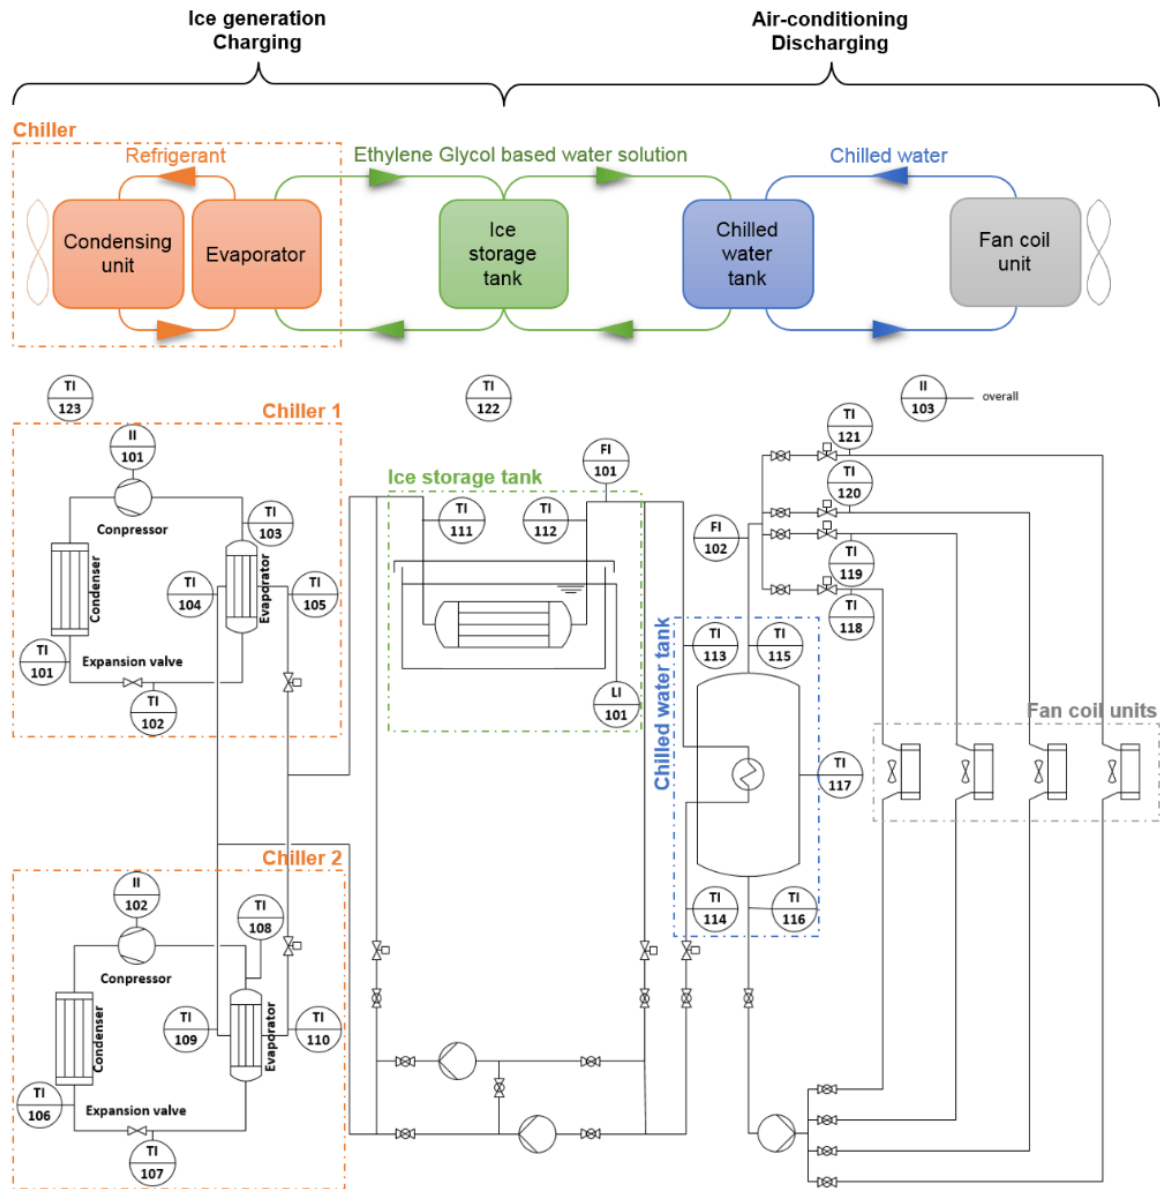 Ice generation
Charging
Air-conditioning
Discharging
Chiller
Refrigerant
Ethylene Glycol based water solution
Chilled water
Condensing
unit
Evaporator
Ice
storage
tank
Chilled
water
tank
Fan coil
unit
TI
123
TI
122
II
103
overall
Chiller 1
II
101
Conpressor
TI
103
Condenser
TI
104
Evaporator
TI
105
TI
101
Expansion valve
TI
102
Ice storage tank
FI
101
TI
111
TI
112
LI
101
TI
121
TI
120
FI
102
TI
119
TI
118
Chilled water tank
TI
113
TI
115
TI
117
TI
114
TI
116
Fan coil units
Chiller 2
II
102
Conpressor
TI
108
Condenser
TI
109
Evaporator
TI
110
TI
106
Expansion valve
TI
107